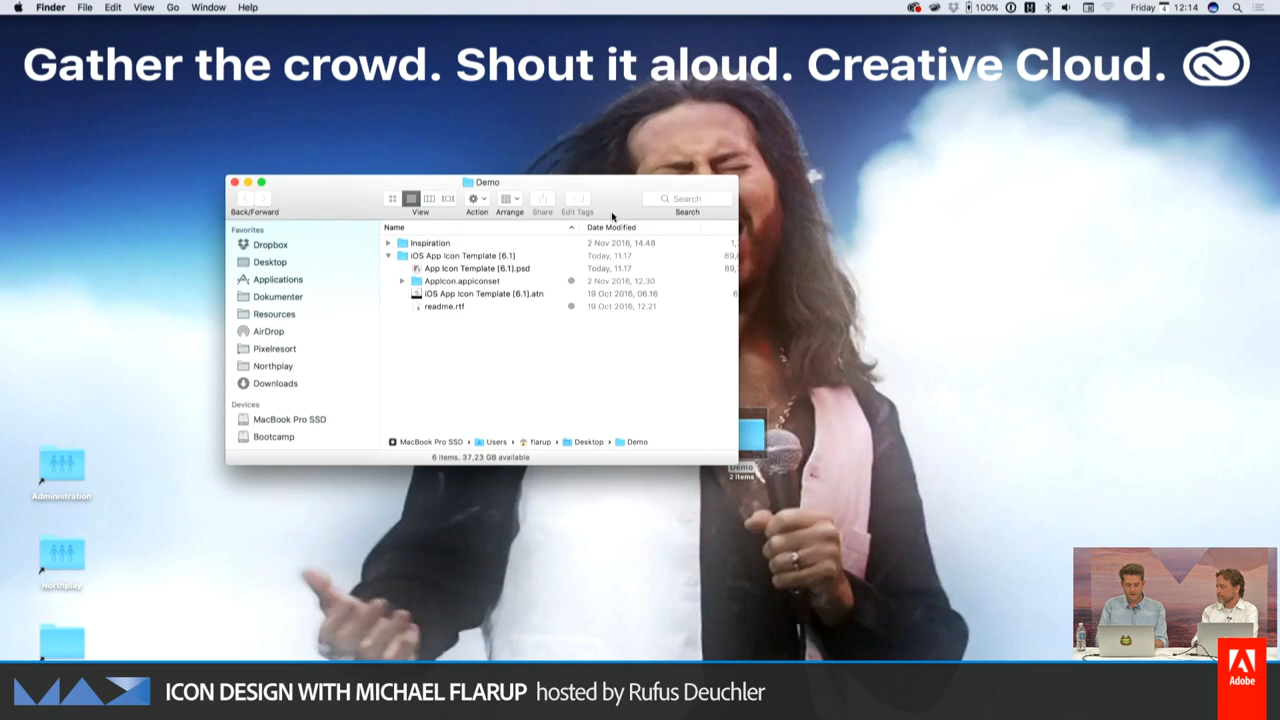 Finder File Edit View Go Window Help
100%
Friday 4 12:14
Gather the crowd. Shout it aloud. Creative Cloud.
Demo
Search
Back/Forward View Action Arrange Share Edit Tags Search
Favorites
Dropbox
Desktop
Applications
Dokumenter
Resources
AirDrop
Pixelresort
Northplay
Downloads
Devices
MacBook Pro SSD
Bootcamp
Name Date Modified
Inspiration 2 Nov 2016, 14.48
iOS App Icon Template [6.1] Today, 11.17 89,
App Icon Template [6.1].psd Today, 11.17 89,
AppIcon.appiconset 2 Nov 2016, 12.30
iOS App Icon Template [6.1].atn 19 Oct 2016, 06.16 6
readme.rtf 19 Oct 2016, 12.21
MacBook Pro SSD › Users › flarup › Desktop › Demo
6 items, 37,23 GB available
Demo
2 items
Administration
Northplay
MAX
ICON DESIGN WITH MICHAEL FLARUP hosted by Rufus Deuchler
Adobe